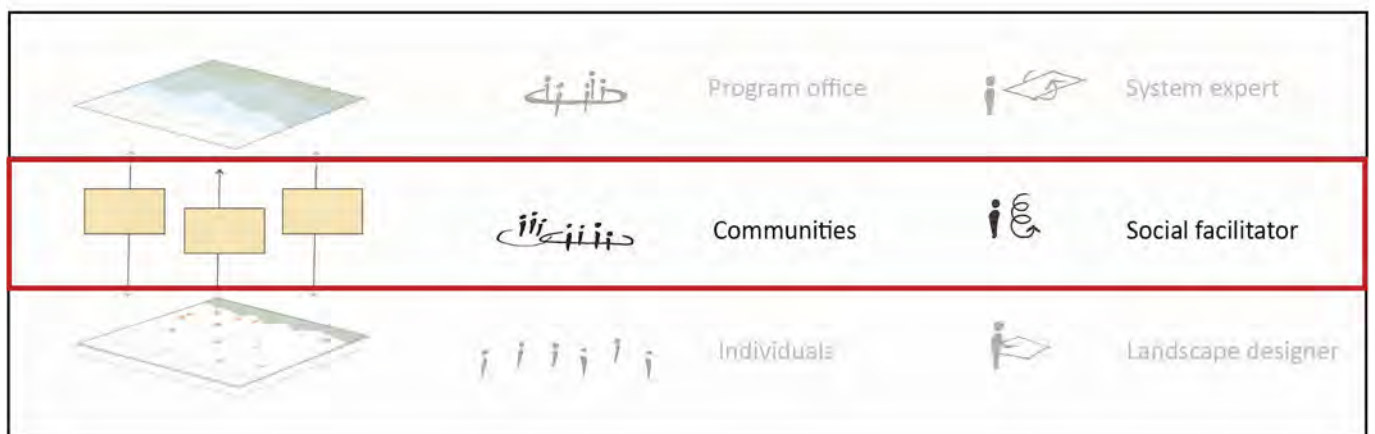 Program office System expert
Communities Social facilitator
Individuals Landscape designer